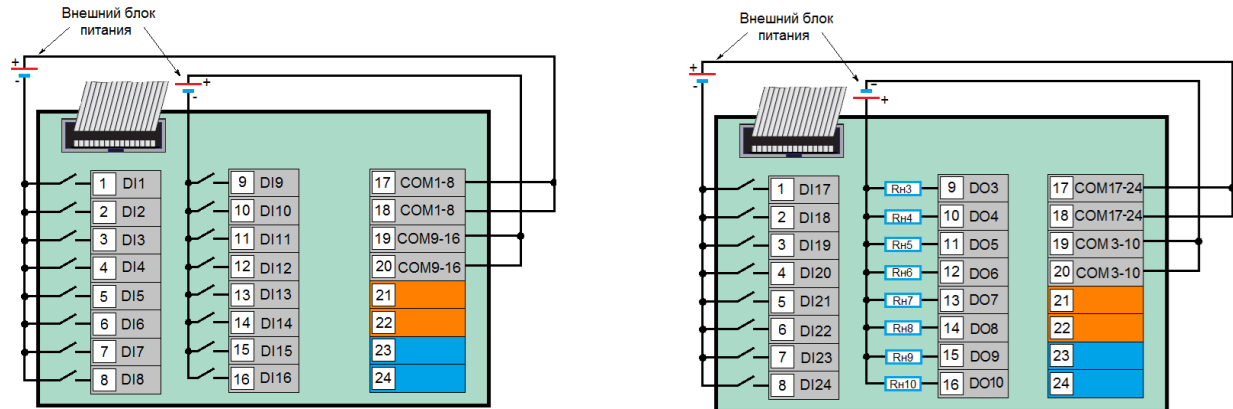 Внешний блок
питания
+
-
+
-
1 DI1
2 DI2
3 DI3
4 DI4
5 DI5
6 DI6
7 DI7
8 DI8
9 DI9
10 DI10
11 DI11
12 DI12
13 DI13
14 DI14
15 DI15
16 DI16
17 COM1-8
18 COM1-8
19 COM9-16
20 COM9-16
21
22
23
24
Внешний блок
питания
+
-
-
+
1 DI17
2 DI18
3 DI19
4 DI20
5 DI21
6 DI22
7 DI23
8 DI24
Rн3 9 DO3
Rн4 10 DO4
Rн5 11 DO5
Rн6 12 DO6
Rн7 13 DO7
Rн8 14 DO8
Rн9 15 DO9
Rн10 16 DO10
17 COM17-24
18 COM17-24
19 COM 3-10
20 COM 3-10
21
22
23
24